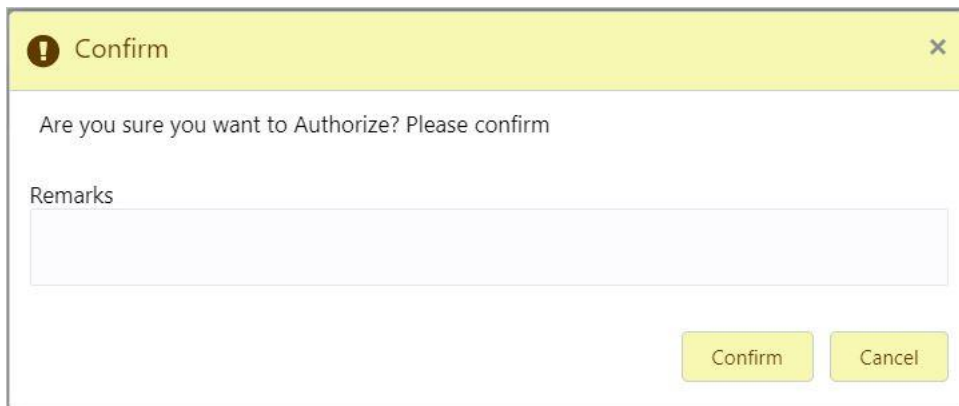 Confirm
Are you sure you want to Authorize? Please confirm
Remarks
Confirm Cancel